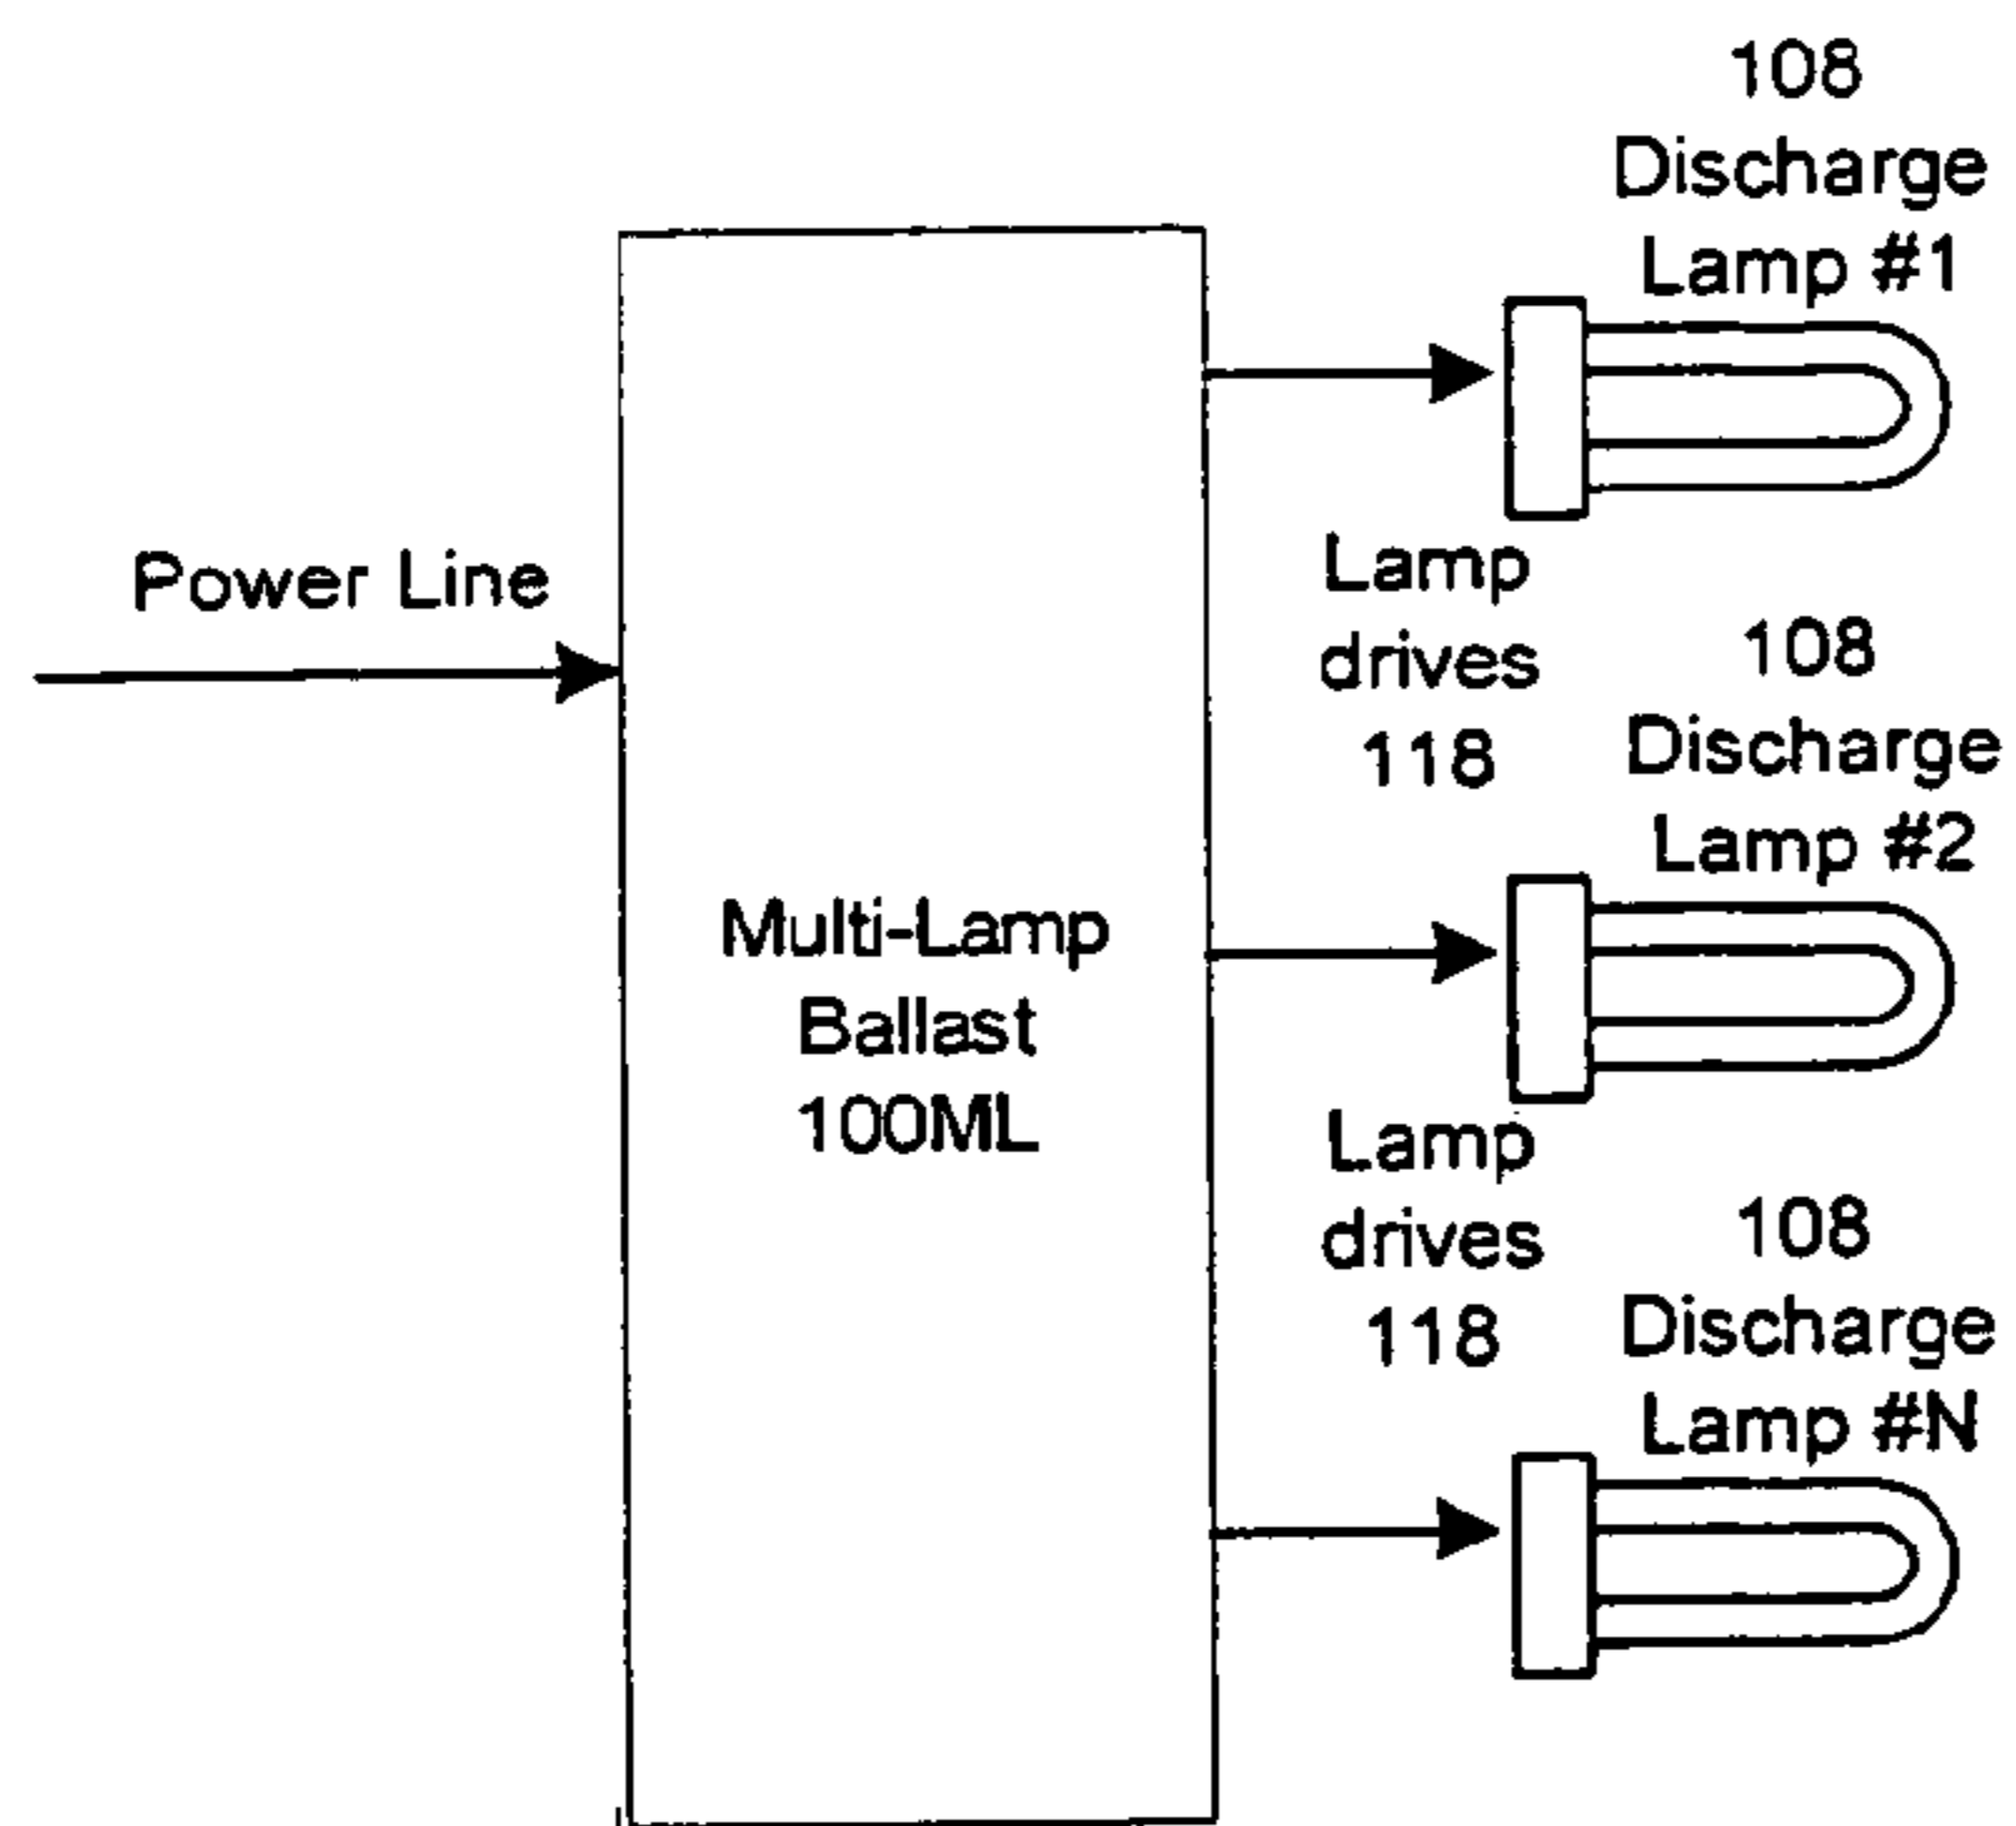 108
Discharge
Lamp #1
Power Line
Lamp
drives
118
108
Discharge
Lamp #2
Multi-Lamp
Ballast
100ML
Lamp
drives
118
108
Discharge
Lamp #N